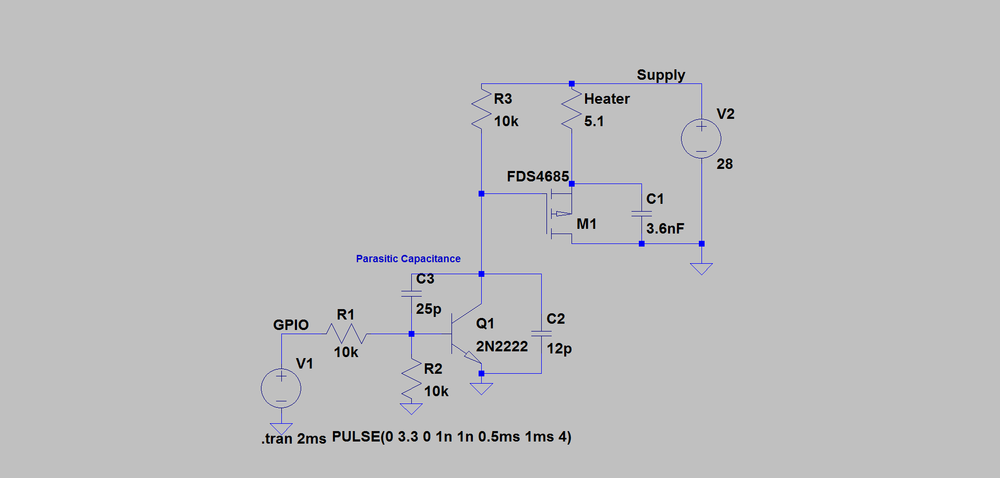 Supply
R3
10k
Heater
5.1
V2
28
FDS4685
C1
3.6nF
M1
Parasitic Capacitance
C3
25p
GPIO
R1
10k
Q1
2N2222
C2
12p
V1
R2
10k
.tran 2ms
PULSE(0 3.3 0 1n 1n 0.5ms 1ms 4)